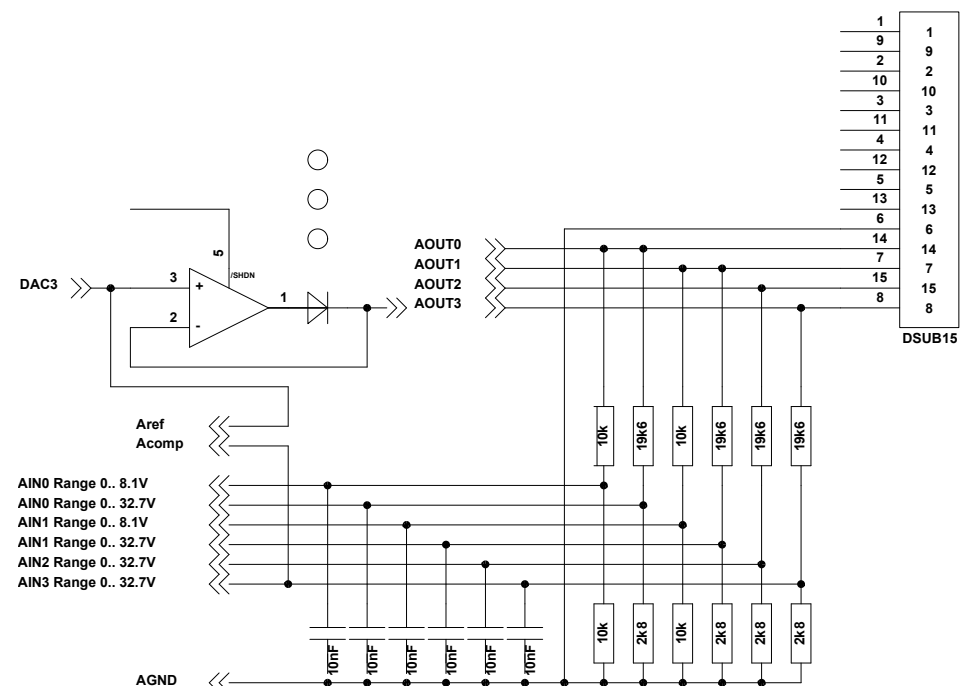 1
1
9
9
2
2
10
10
3
3
11
11
4
4
12
12
5
5
13
13
6
6
14
14
7
7
15
15
8
8
DSUB15
5
/SHDN
DAC3
3
+
1
2
-
AOUT0
AOUT1
AOUT2
AOUT3
10k
19k6
10k
19k6
19k6
19k6
Aref
Acomp
AIN0 Range 0.. 8.1V
AIN0 Range 0.. 32.7V
AIN1 Range 0.. 8.1V
AIN1 Range 0.. 32.7V
AIN2 Range 0.. 32.7V
AIN3 Range 0.. 32.7V
10nF
10nF
10nF
10nF
10nF
10nF
10k
2k8
10k
2k8
2k8
2k8
AGND